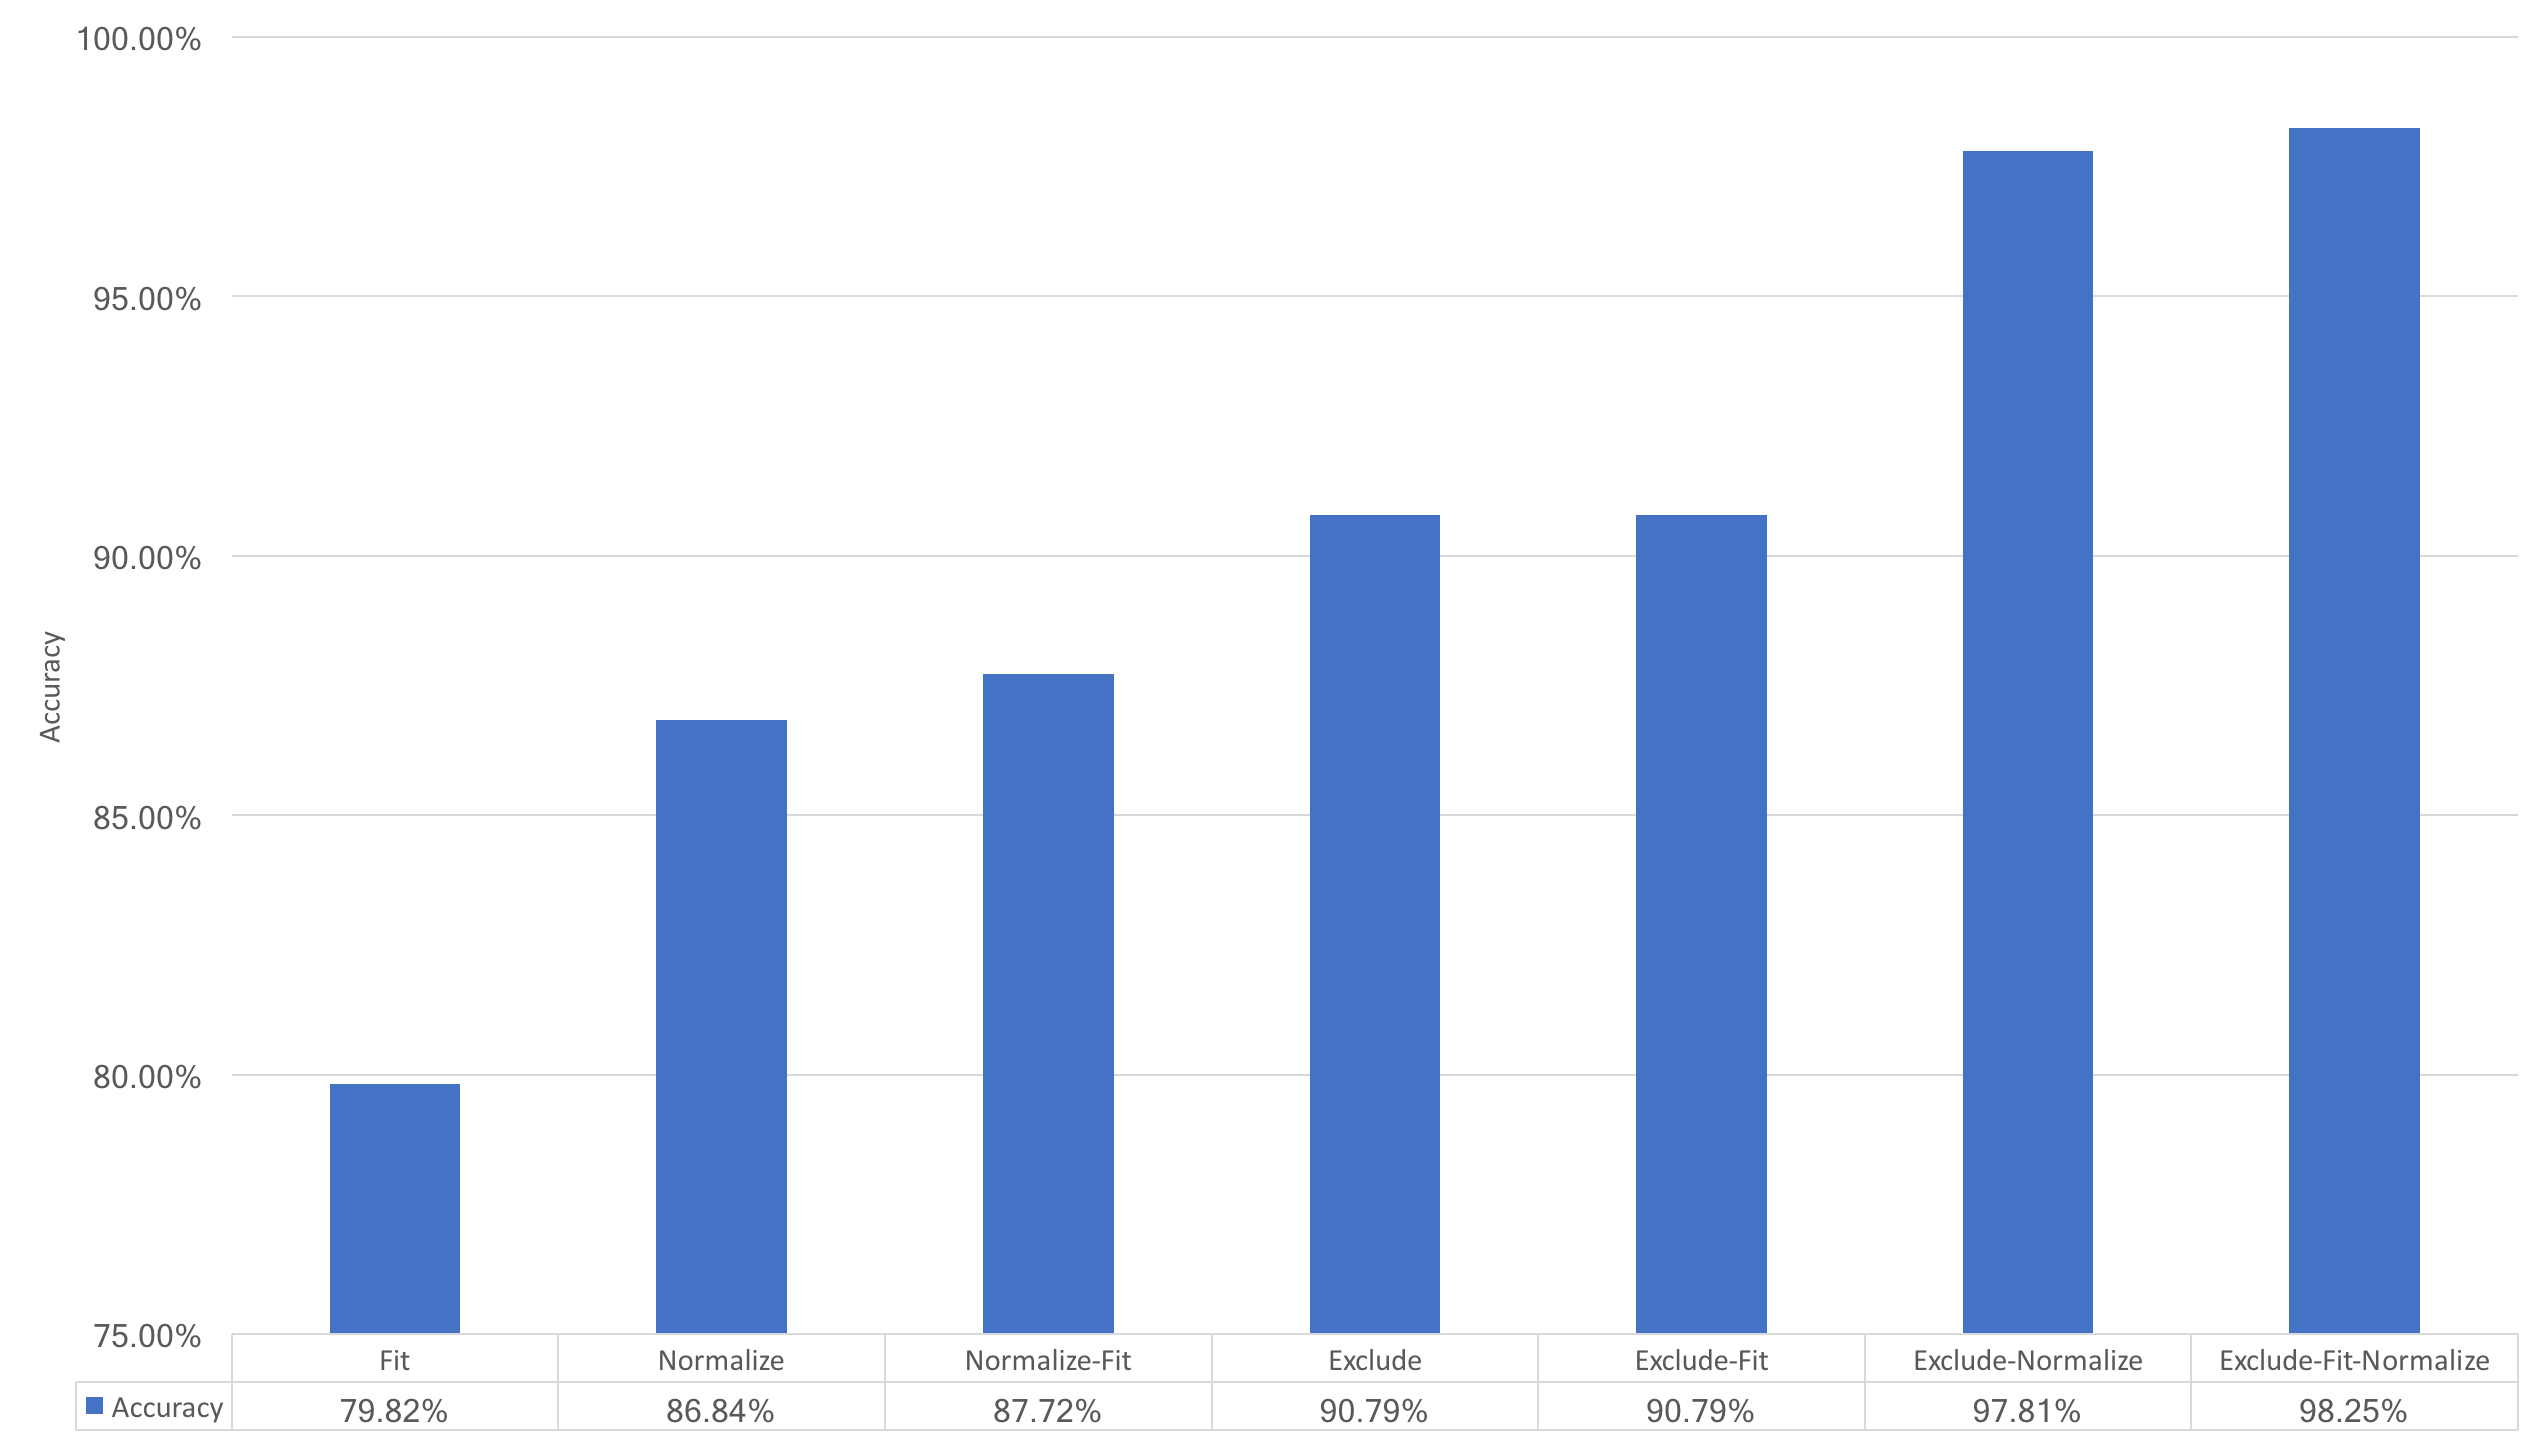 100.00%
95.00%
90.00%
85.00%
80.00%
75.00%
Accuracy
Fit Normalize Normalize-Fit Exclude Exclude-Fit Exclude-Normalize Exclude-Fit-Normalize
Accuracy 79.82% 86.84% 87.72% 90.79% 90.79% 97.81% 98.25%